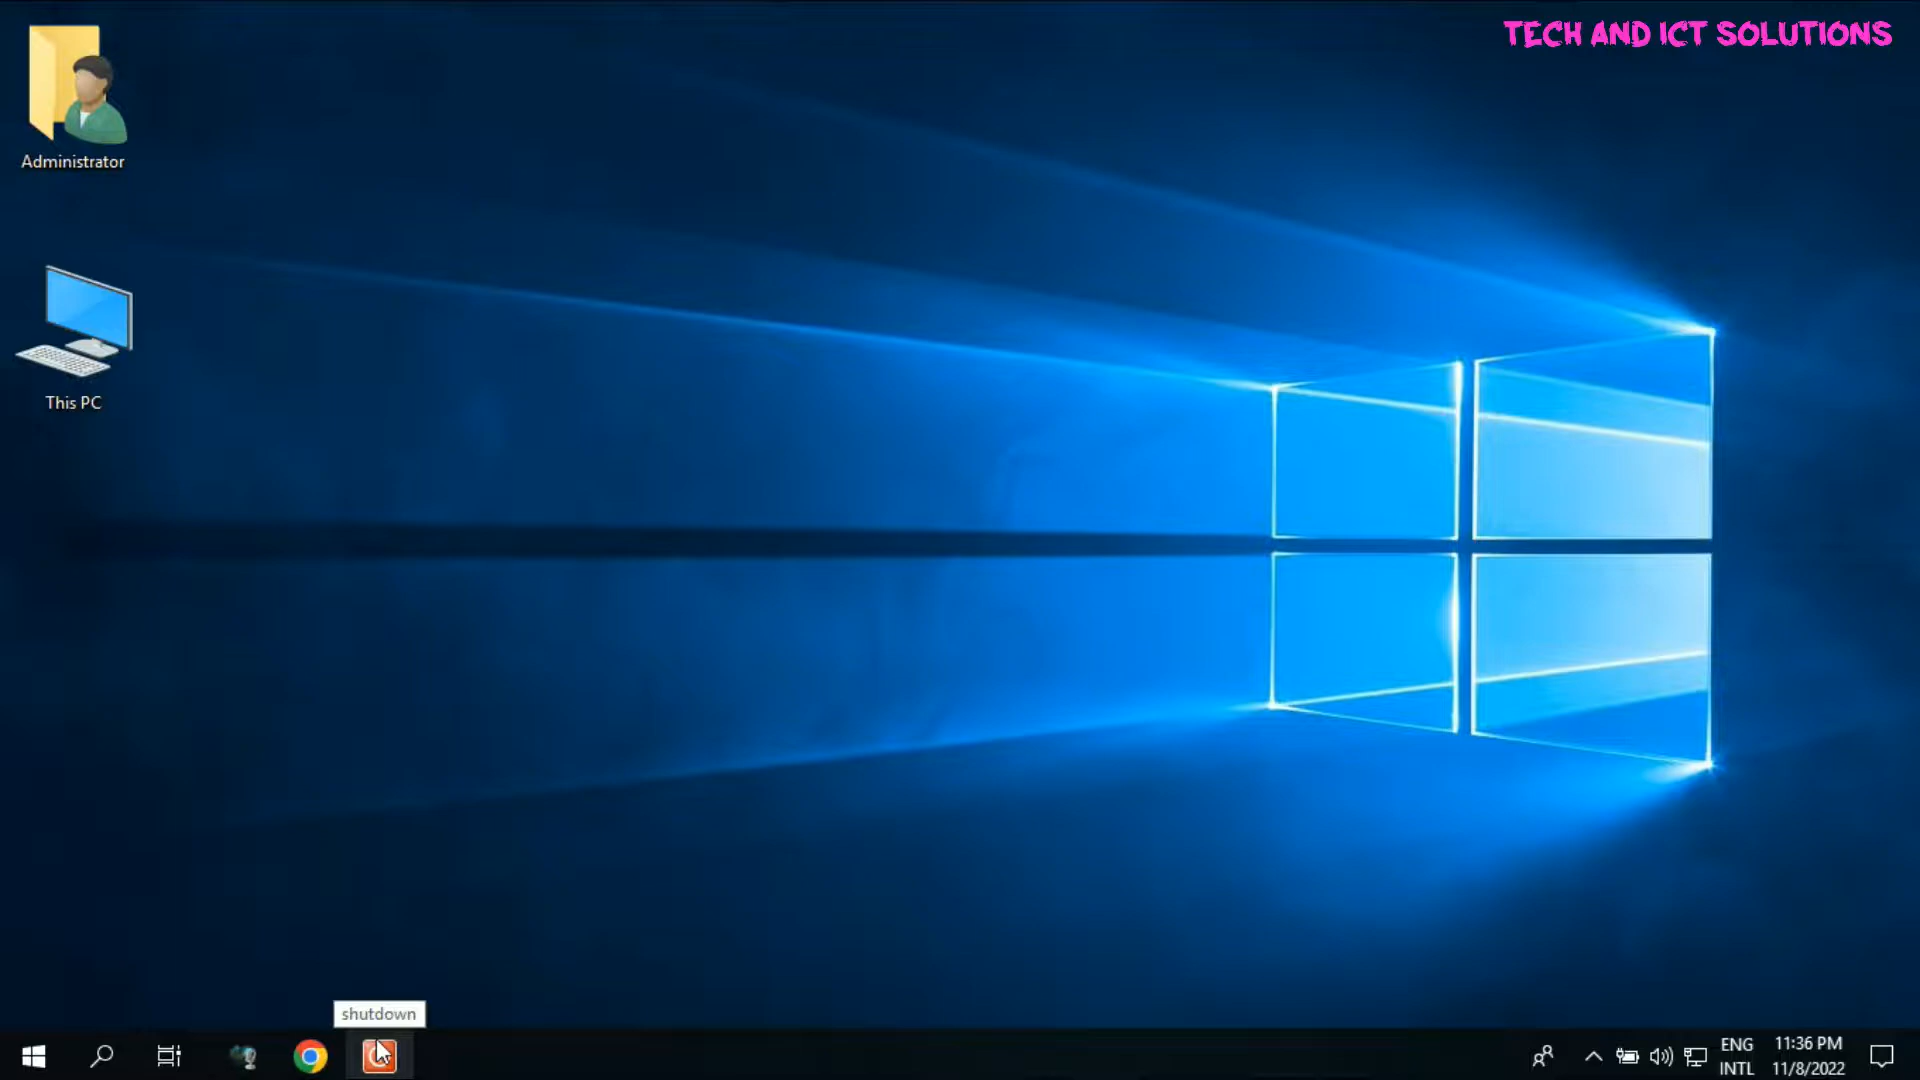 TECH AND ICT SOLUTIONS
Administrator
This PC
shutdown
ENG
INTL
11:36 PM
11/8/2022